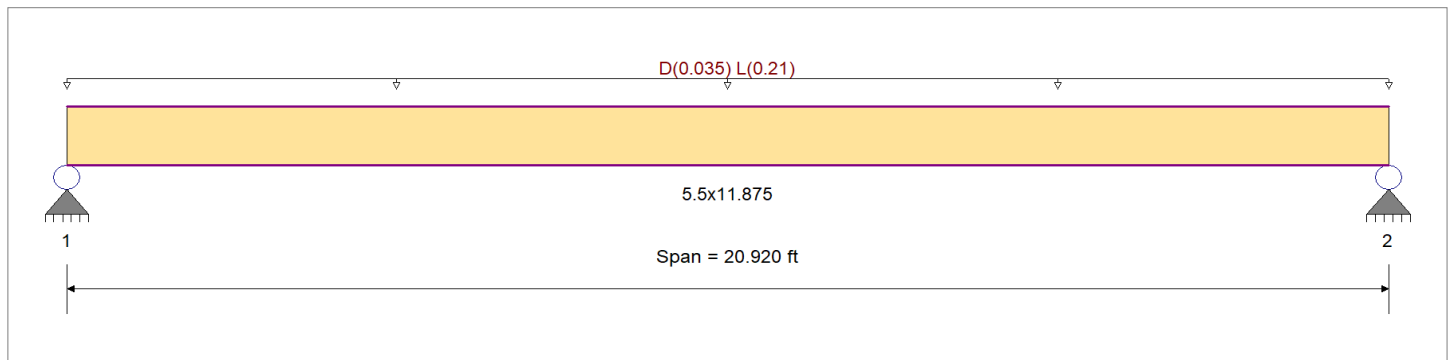 D(0.035) L(0.21)
5.5x11.875
1
2
Span = 20.920 ft